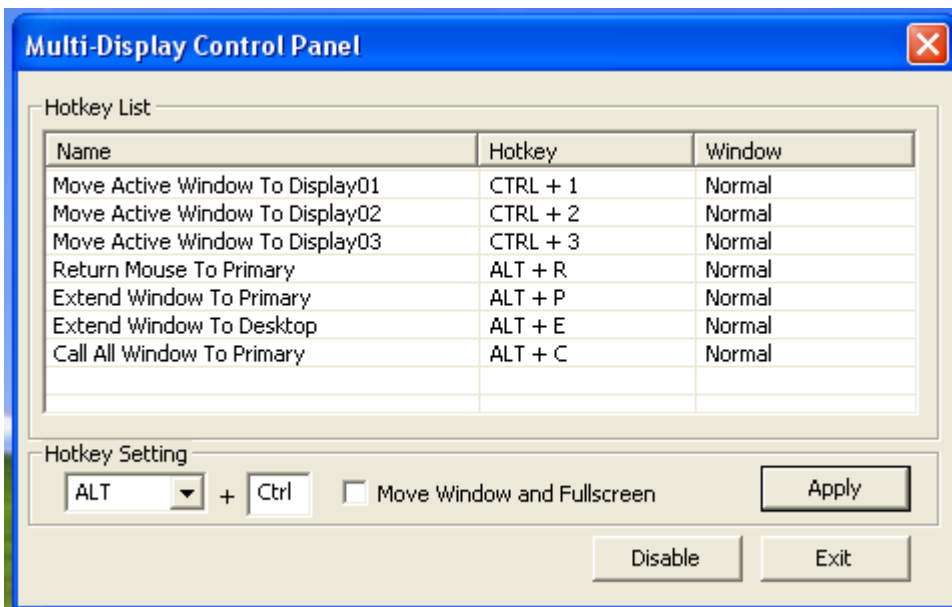 Multi-Display Control Panel
Hotkey List
Name Hotkey Window
Move Active Window To Display01 CTRL + 1 Normal
Move Active Window To Display02 CTRL + 2 Normal
Move Active Window To Display03 CTRL + 3 Normal
Return Mouse To Primary ALT + R Normal
Extend Window To Primary ALT + P Normal
Extend Window To Desktop ALT + E Normal
Call All Window To Primary ALT + C Normal
Hotkey Setting
ALT + Ctrl Move Window and Fullscreen Apply
Disable Exit